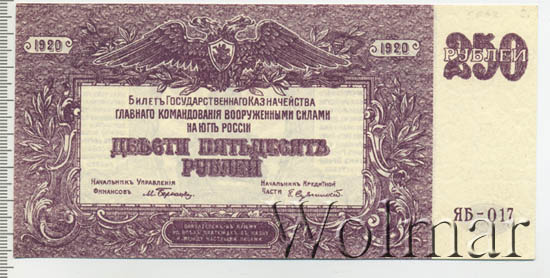 1920
1920
250
РУБЛЕЙ
БИЛЕТЪ ГОСУДАРСТВЕННАГО КАЗНАЧЕЙСТВА
ГЛАВНАГО КОМАНДОВАНІЯ ВООРУЖЕННЫМИ СИЛАМИ
НА ЮГѢ РОССІИ
ДВѢСТИ ПЯТЬДЕСЯТЪ
РУБЛЕЙ
НАЧАЛЬНИКЪ УПРАВЛЕНІЯ
ФИНАНСОВЪ
НАЧАЛЬНИКЪ КРЕДИТНОЙ
ЧАСТИ
ЯБ-017
Wolmar